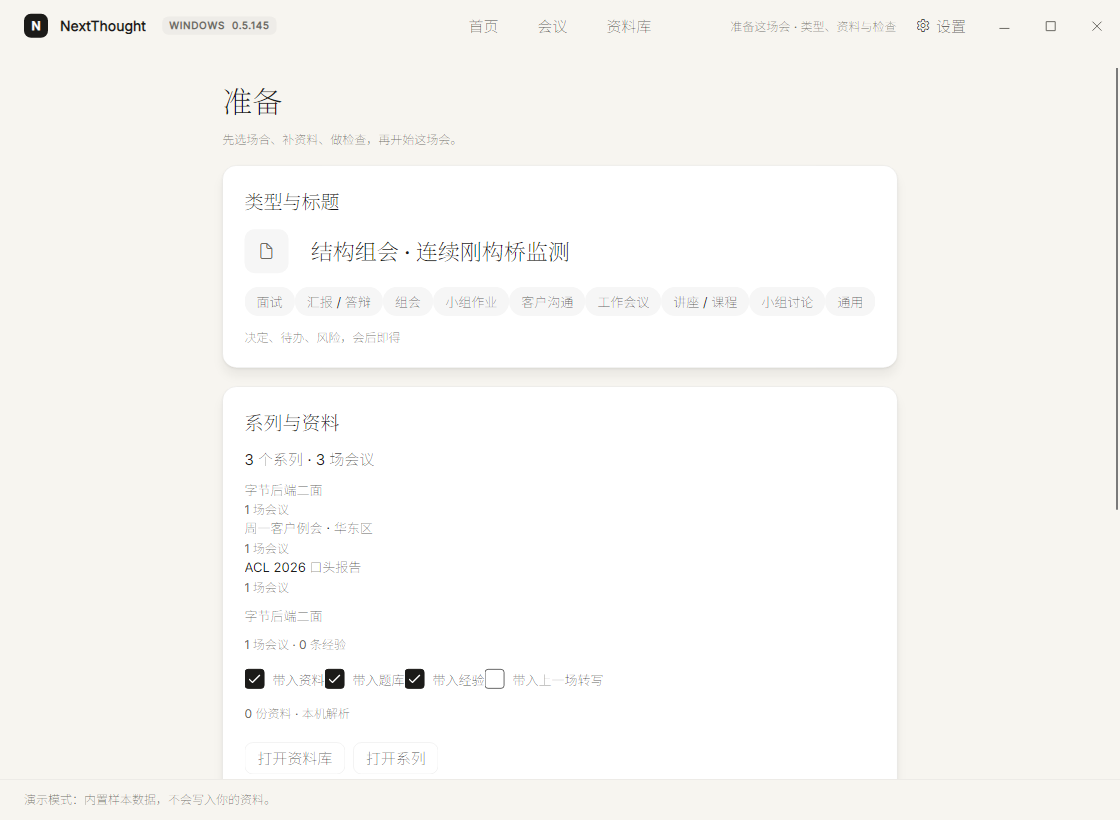 N NextThought WINDOWS 0.5.145 首页 会议 资料库 准备这场会 · 类型、资料与检查 设置
准备
先选场合、补资料、做检查，再开始这场会。
类型与标题
结构组会 · 连续刚构桥监测
面试 汇报 / 答辩 组会 小组作业 客户沟通 工作会议 讲座 / 课程 小组讨论 通用
决定、待办、风险，会后即得
系列与资料
3 个系列 · 3 场会议
字节后端二面
1 场会议
周一客户例会 · 华东区
1 场会议
ACL 2026 口头报告
1 场会议
字节后端二面
1 场会议 · 0 条经验
带入资料 带入题库 带入经验 带入上一场转写
0 份资料 · 本机解析
打开资料库 打开系列
演示模式：内置样本数据，不会写入你的资料。